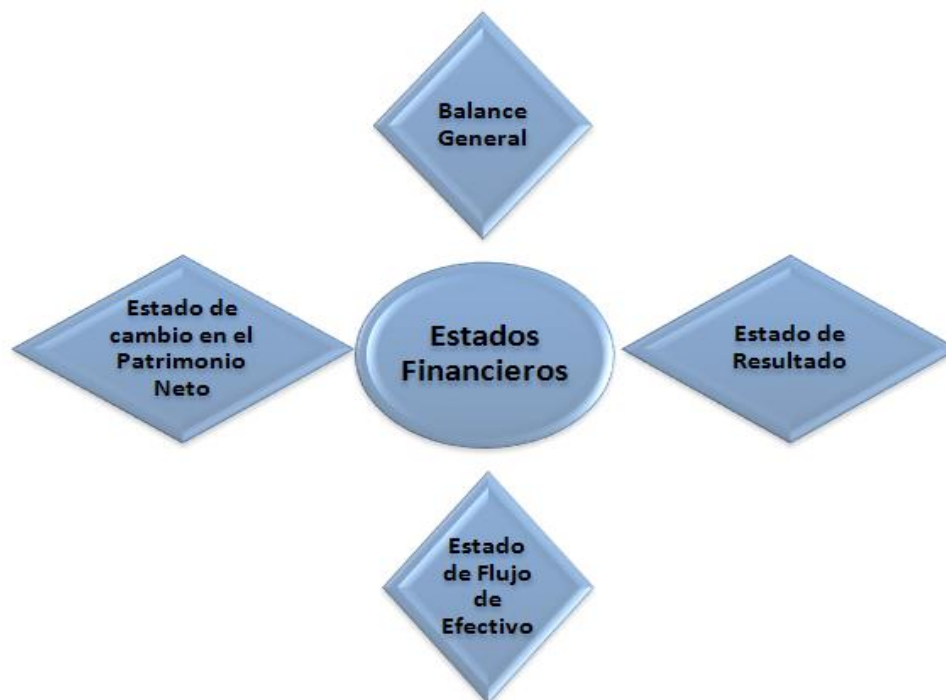 Balance
General
Estado de
cambio en el
Patrimonio
Neto
Estados
Financieros
Estado de
Resultado
Estado
de Flujo
de
Efectivo